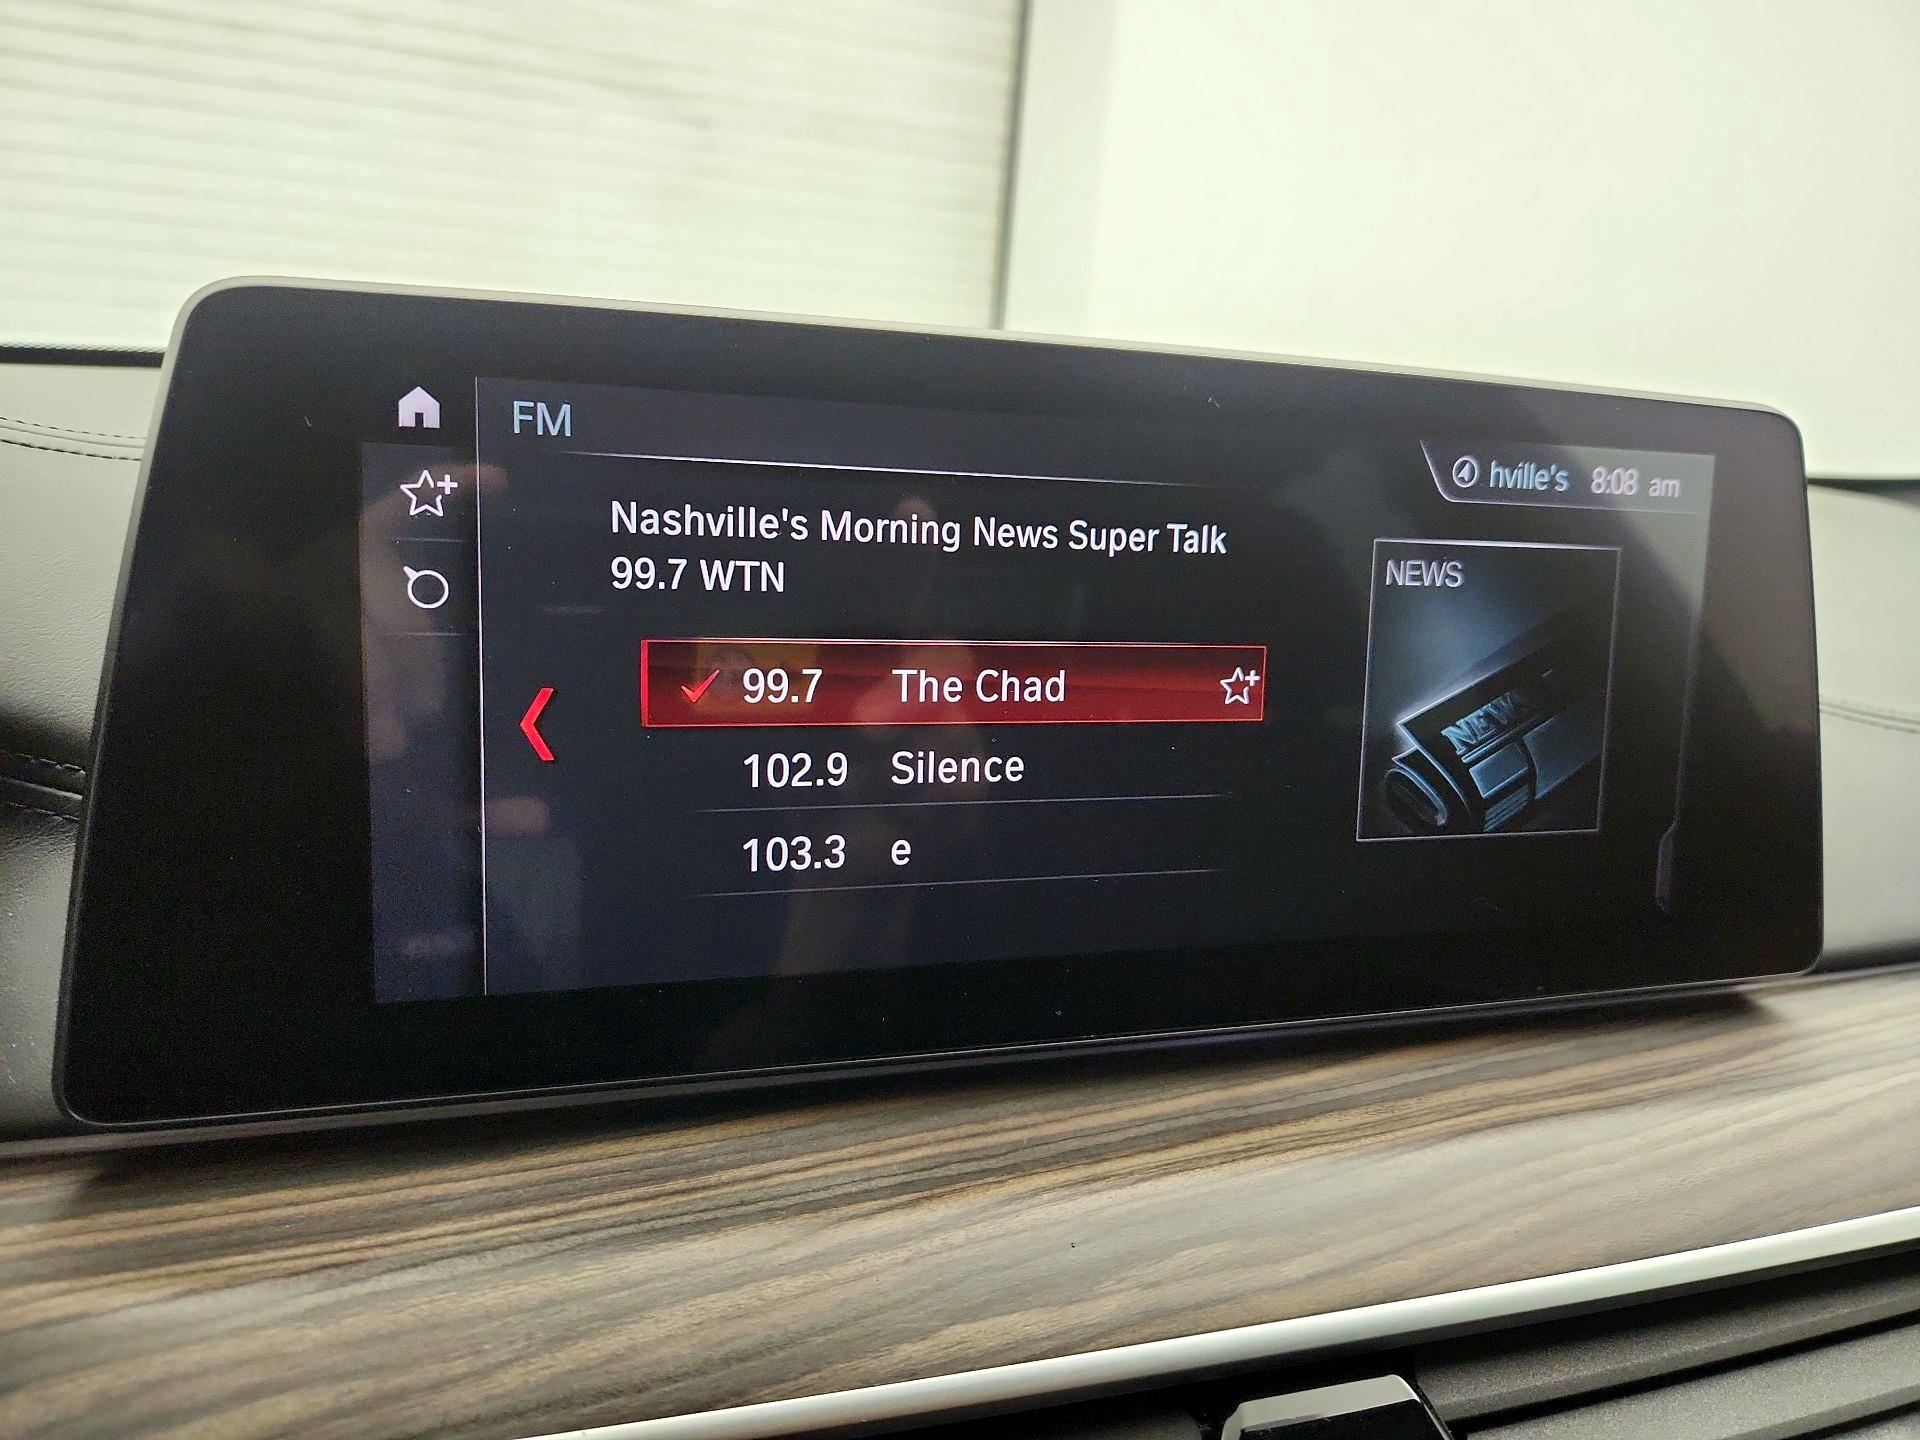 FM
hville's 8:08 am
Nashville's Morning News Super Talk
99.7 WTN
NEWS
99.7 The Chad
102.9 Silence
103.3 e
NEWS